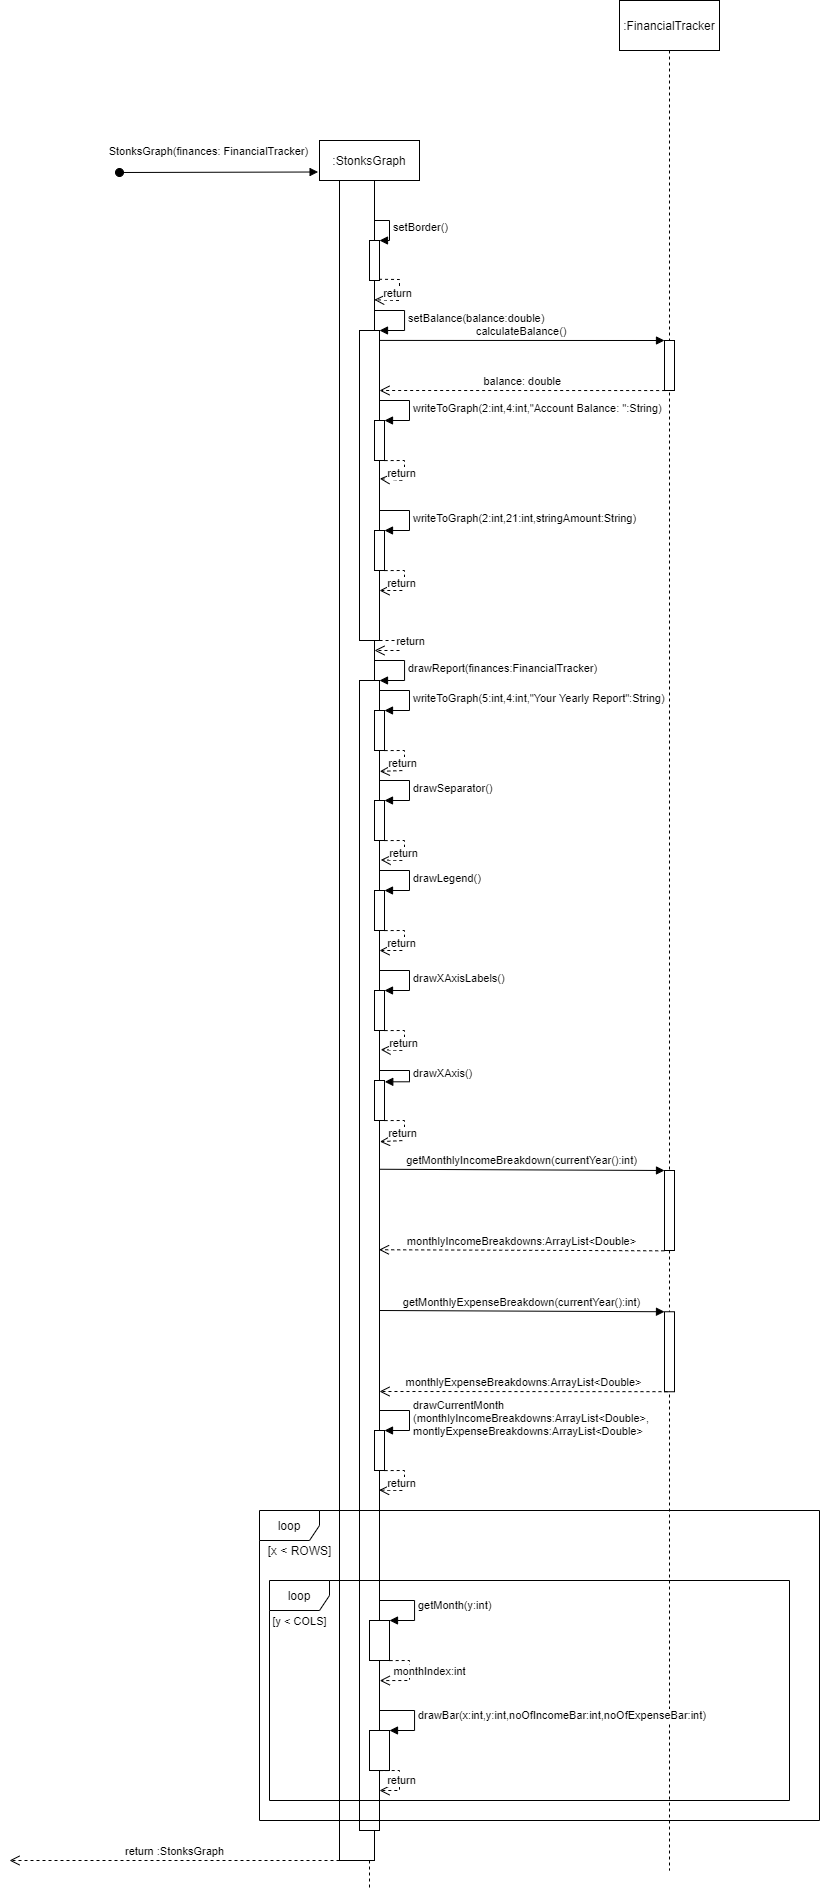 :FinancialTracker
StonksGraph(finances: FinancialTracker)
:StonksGraph
setBorder()
return
setBalance(balance:double)
calculateBalance()
balance: double
writeToGraph(2:int,4:int,"Account Balance: ":String)
return
writeToGraph(2:int,21:int,stringAmount:String)
return
return
drawReport(finances:FinancialTracker)
writeToGraph(5:int,4:int,"Your Yearly Report":String)
return
drawSeparator()
return
drawLegend()
return
drawXAxisLabels()
return
drawXAxis()
return
getMonthlyIncomeBreakdown(currentYear():int)
monthlyIncomeBreakdowns:ArrayList<Double>
getMonthlyExpenseBreakdown(currentYear():int)
monthlyExpenseBreakdowns:ArrayList<Double>
drawCurrentMonth
(monthlyIncomeBreakdowns:ArrayList<Double>,
montlyExpenseBreakdowns:ArrayList<Double>
return
loop
[x < ROWS]
loop
[y < COLS]
getMonth(y:int)
monthIndex:int
drawBar(x:int,y:int,noOfIncomeBar:int,noOfExpenseBar:int)
return
return :StonksGraph